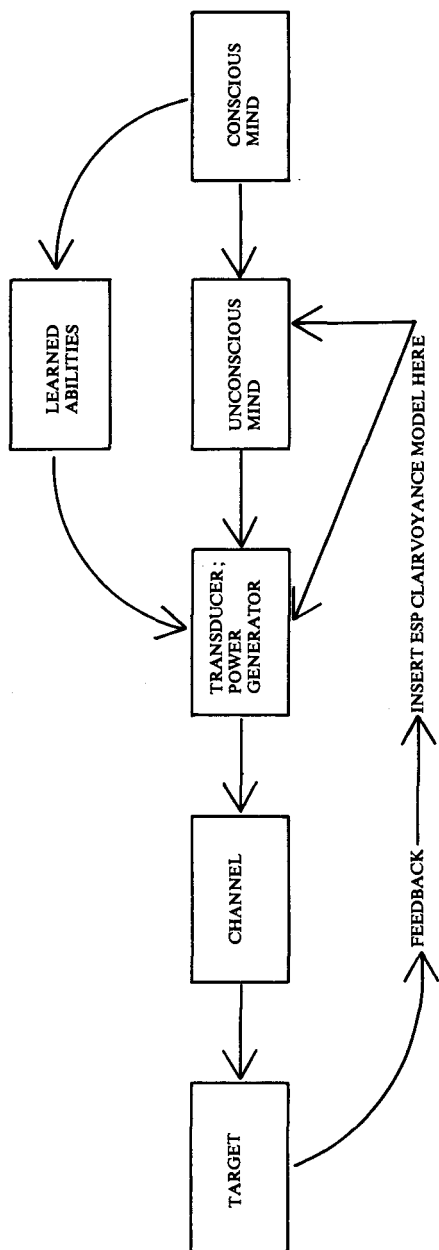 LEARNED
ABILITIES
TARGET
CHANNEL
TRANSDUCER;
POWER
GENERATOR
UNCONSCIOUS
MIND
CONSCIOUS
MIND
FEEDBACK
INSERT ESP CLAIRVOYANCE MODEL HERE